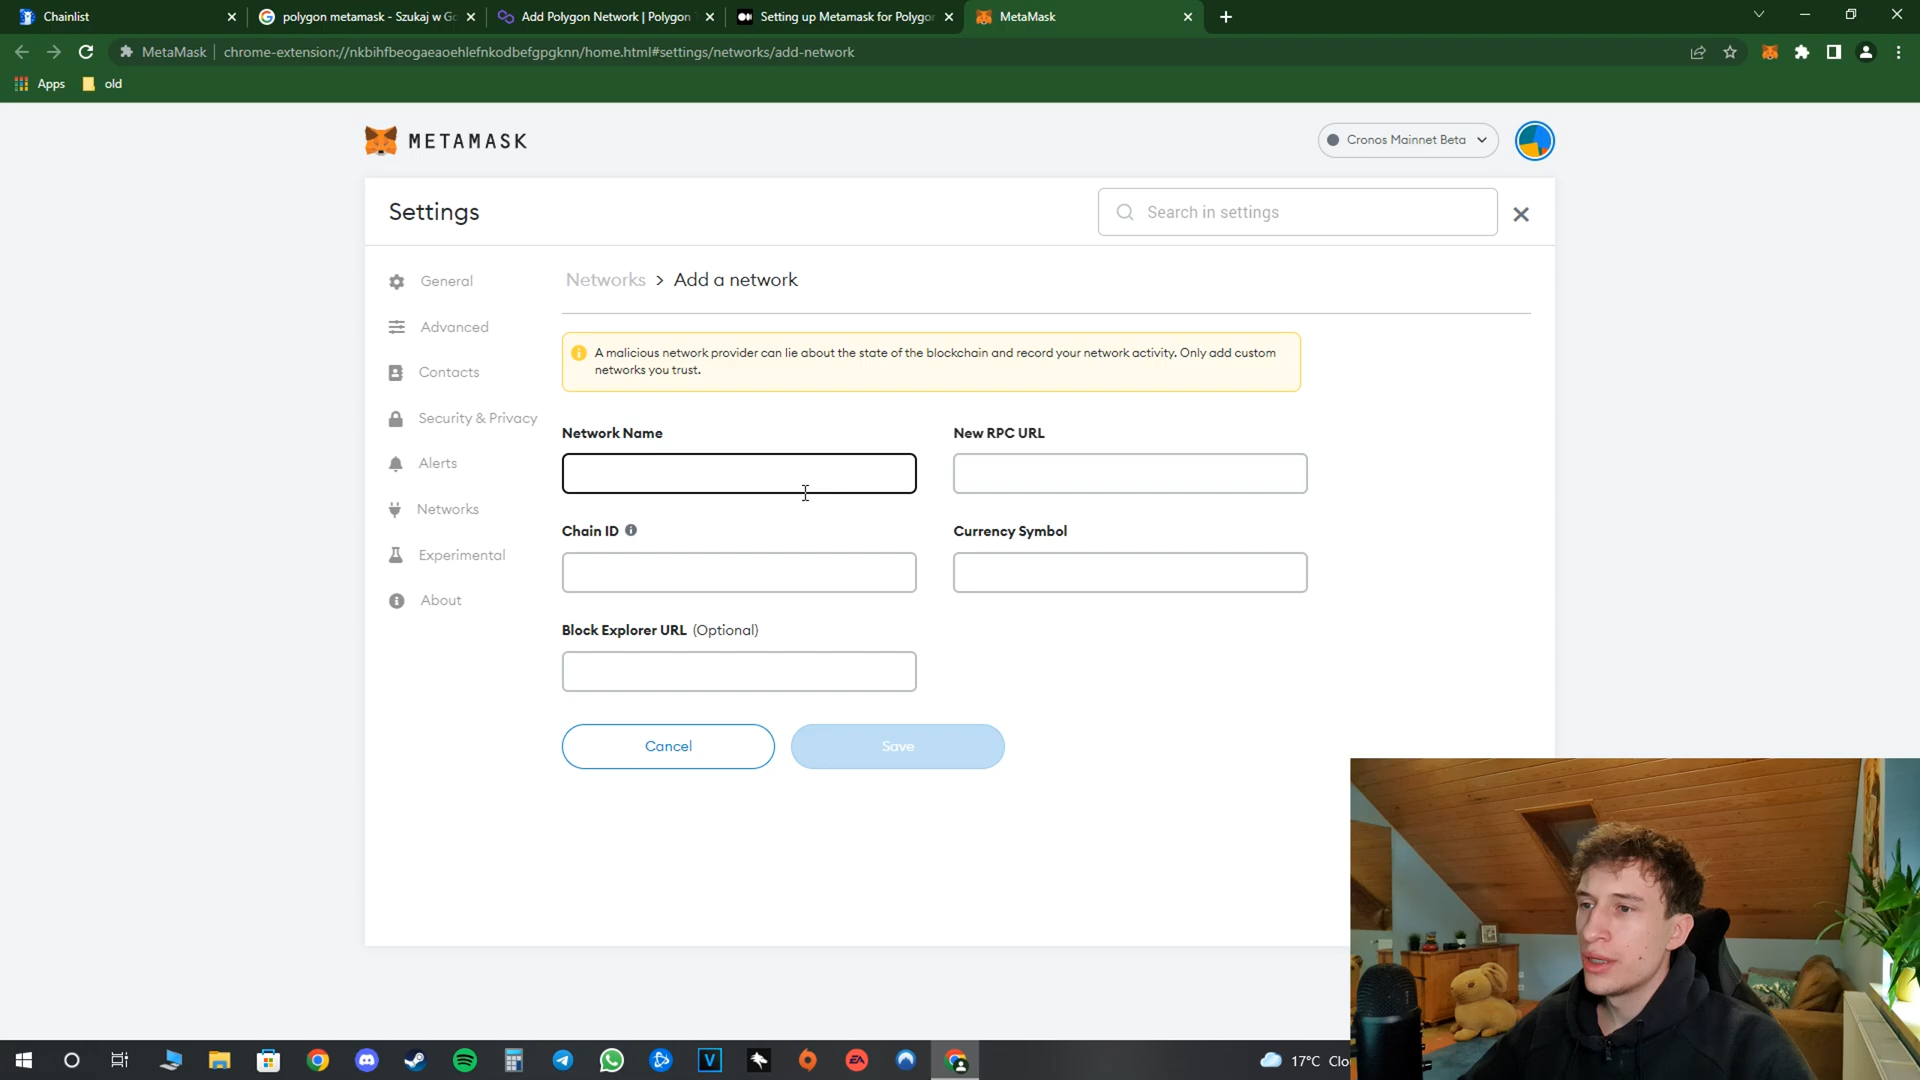 Chainlist
polygon metamask - Szukaj w Go
Add Polygon Network | Polygon
Setting up Metamask for Polygon
MetaMask
MetaMask
chrome-extension://nkbihfbeogaeaoehlefnkodbefgpgknn/home.html#settings/networks/add-network
Apps
old
METAMASK
Cronos Mainnet Beta
Settings
Search in settings
General
Advanced
Contacts
Security & Privacy
Alerts
Networks
Experimental
About
Networks > Add a network
A malicious network provider can lie about the state of the blockchain and record your network activity. Only add custom
networks you trust.
Network Name
New RPC URL
Chain ID
Currency Symbol
Block Explorer URL (Optional)
Cancel
Save
EA
V
17°C Clo